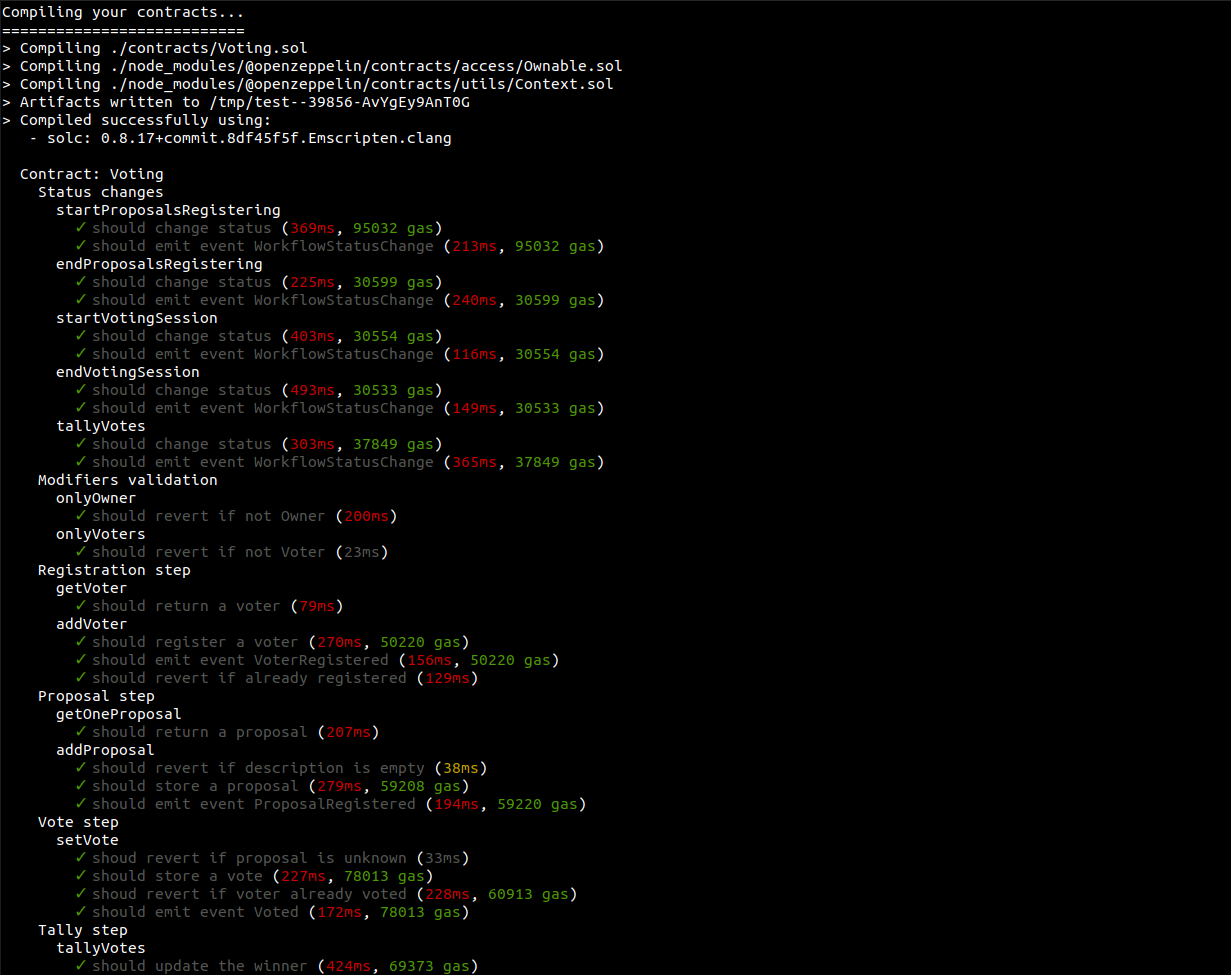 Compiling your contracts...
===========================
> Compiling ./contracts/Voting.sol
> Compiling ./node_modules/@openzeppelin/contracts/access/Ownable.sol
> Compiling ./node_modules/@openzeppelin/contracts/utils/Context.sol
> Artifacts written to /tmp/test--39856-AvYgEy9AnT0G
> Compiled successfully using:
- solc: 0.8.17+commit.8df45f5f.Emscripten.clang
Contract: Voting
Status changes
startProposalsRegistering
✓ should change status (369ms, 95032 gas)
✓ should emit event WorkflowStatusChange (213ms, 95032 gas)
endProposalsRegistering
✓ should change status (225ms, 30599 gas)
✓ should emit event WorkflowStatusChange (240ms, 30599 gas)
startVotingSession
✓ should change status (403ms, 30554 gas)
✓ should emit event WorkflowStatusChange (116ms, 30554 gas)
endVotingSession
✓ should change status (493ms, 30533 gas)
✓ should emit event WorkflowStatusChange (149ms, 30533 gas)
tallyVotes
✓ should change status (303ms, 37849 gas)
✓ should emit event WorkflowStatusChange (365ms, 37849 gas)
Modifiers validation
onlyOwner
✓ should revert if not Owner (200ms)
onlyVoters
✓ should revert if not Voter (23ms)
Registration step
getVoter
✓ should return a voter (79ms)
addVoter
✓ should register a voter (270ms, 50220 gas)
✓ should emit event VoterRegistered (156ms, 50220 gas)
✓ should revert if already registered (129ms)
Proposal step
getOneProposal
✓ should return a proposal (207ms)
addProposal
✓ should revert if description is empty (38ms)
✓ should store a proposal (279ms, 59208 gas)
✓ should emit event ProposalRegistered (194ms, 59220 gas)
Vote step
setVote
✓ shoud revert if proposal is unknown (33ms)
✓ should store a vote (227ms, 78013 gas)
✓ shoud revert if voter already voted (228ms, 60913 gas)
✓ should emit event Voted (172ms, 78013 gas)
Tally step
tallyVotes
✓ should update the winner (424ms, 69373 gas)